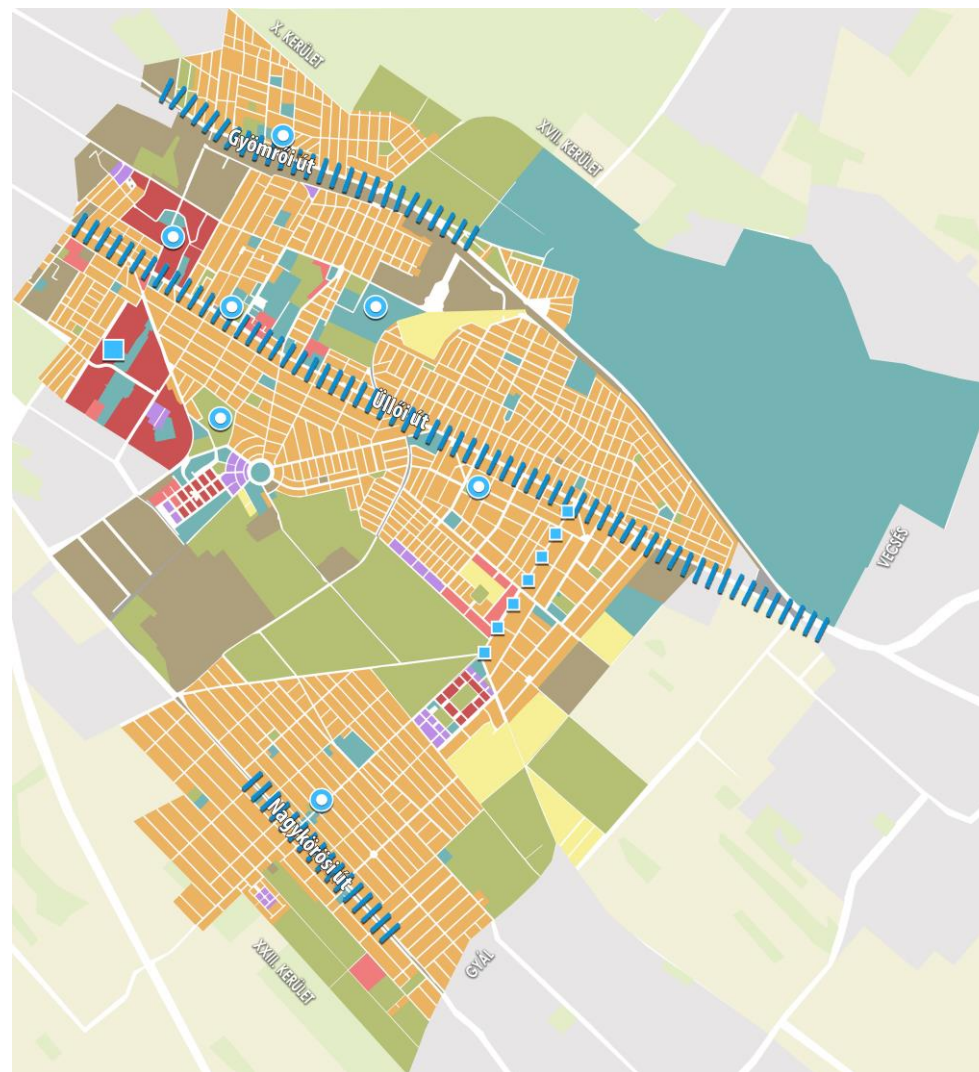 X. KERÜLET
XVII. KERÜLET
Gyömrői út
Üllői út
VECSÉS
Nagykőrösi út
XXIII. KERÜLET
GYÁL